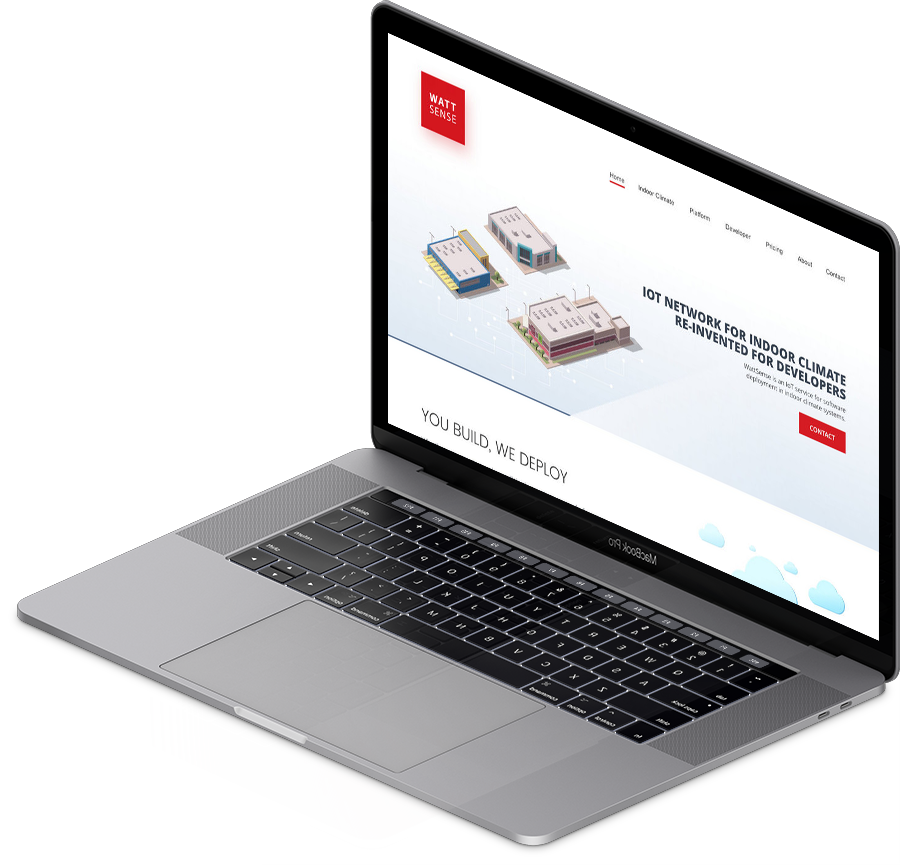 WATT
SENSE
Home Indoor Climate Platform Developer Pricing About Contact
IOT NETWORK FOR INDOOR CLIMATE
RE-INVENTED FOR DEVELOPERS
WattSense is an IoT service for software
deployment in indoor climate systems.
CONTACT
YOU BUILD, WE DEPLOY
MacBook Pro